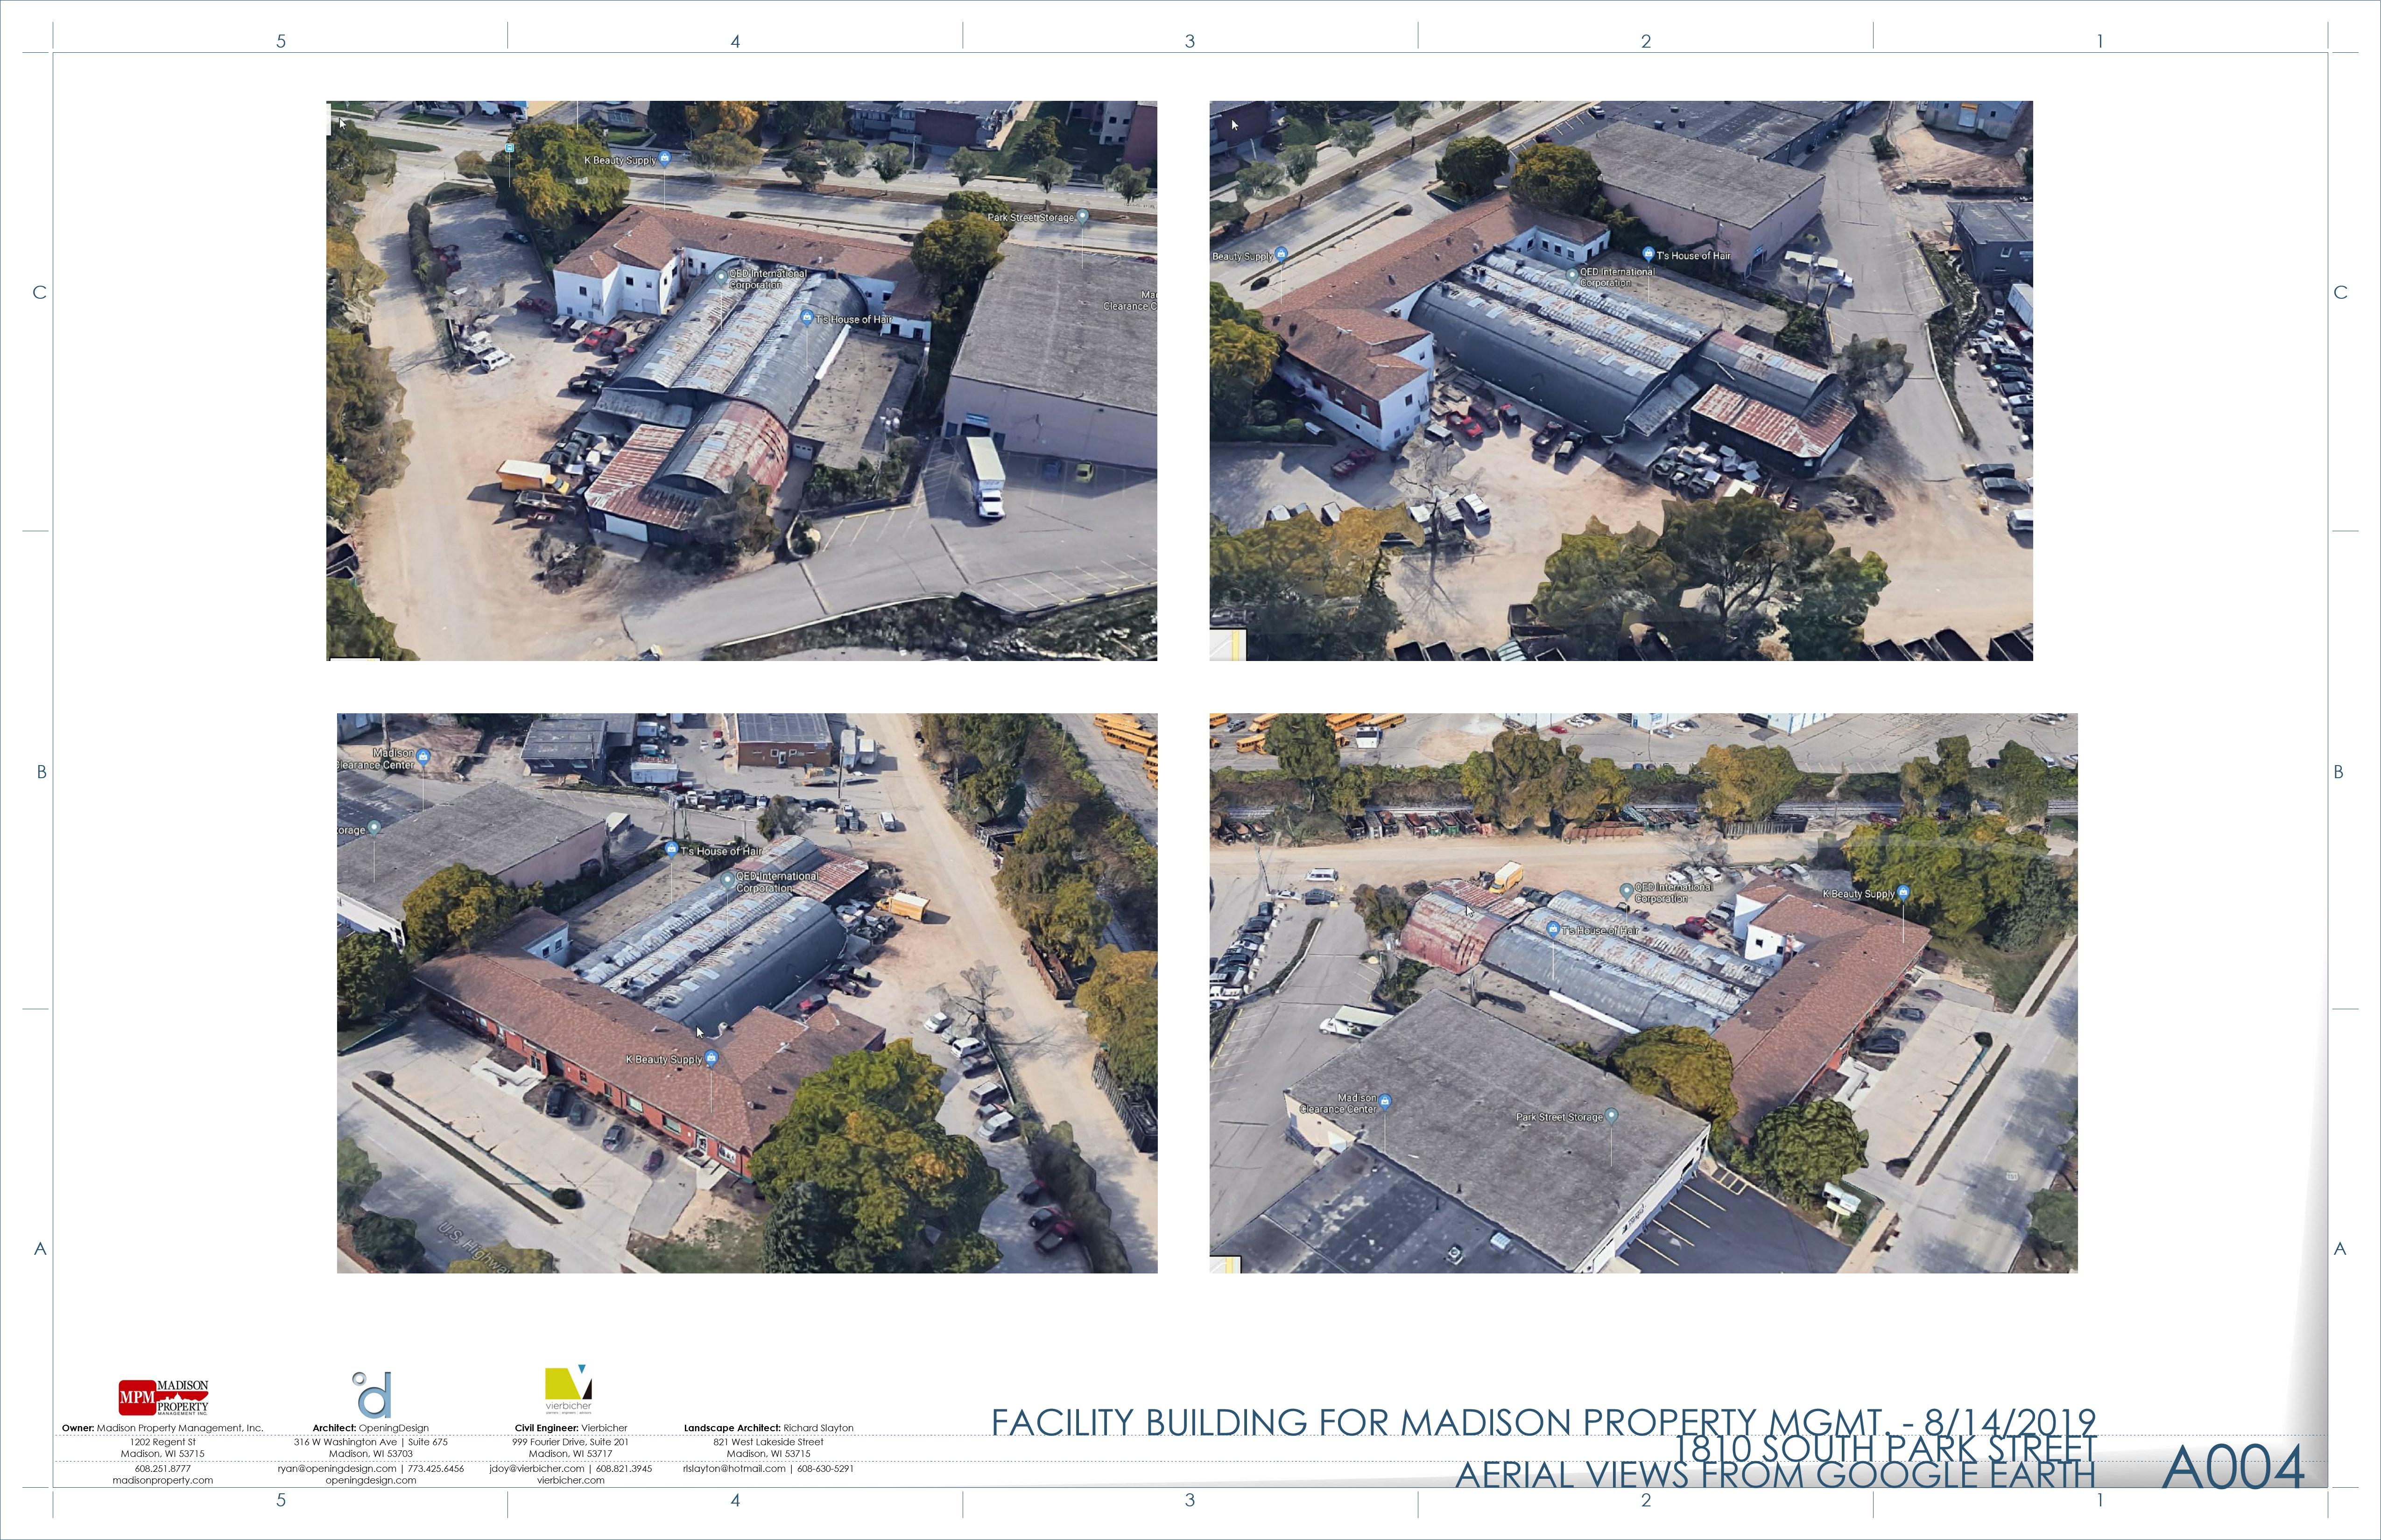 5 4 3 2 1
C C
B B
A A
K Beauty Supply
Park Street Storage
QED International
Corporation
T's House of Hair
Clearance C
Beauty Supply
T's House of Hair
QED International
Corporation
Madison
Clearance Center
orage
T's House of Hair
QED International
Corporation
K Beauty Supply
U.S. Highway
QED International
Corporation
K Beauty Supply
T's House of Hair
Madison
Clearance Center
Park Street Storage
MPM MADISON
PROPERTY
MANAGEMENT INC.
d
vierbicher
Owner: Madison Property Management, Inc.
1202 Regent St
Madison, WI 53715
608.251.8777
madisonproperty.com
Architect: OpeningDesign
316 W Washington Ave | Suite 675
Madison, WI 53703
ryan@openingdesign.com | 773.425.6456
openingdesign.com
Civil Engineer: Vierbicher
999 Fourier Drive, Suite 201
Madison, WI 53717
jdoy@vierbicher.com | 608.821.3945
vierbicher.com
Landscape Architect: Richard Slayton
821 West Lakeside Street
Madison, WI 53715
rlslayton@hotmail.com | 608-630-5291
FACILITY BUILDING FOR MADISON PROPERTY MGMT. - 8/14/2019
1810 SOUTH PARK STREET
AERIAL VIEWS FROM GOOGLE EARTH
A004
5 4 3 2 1